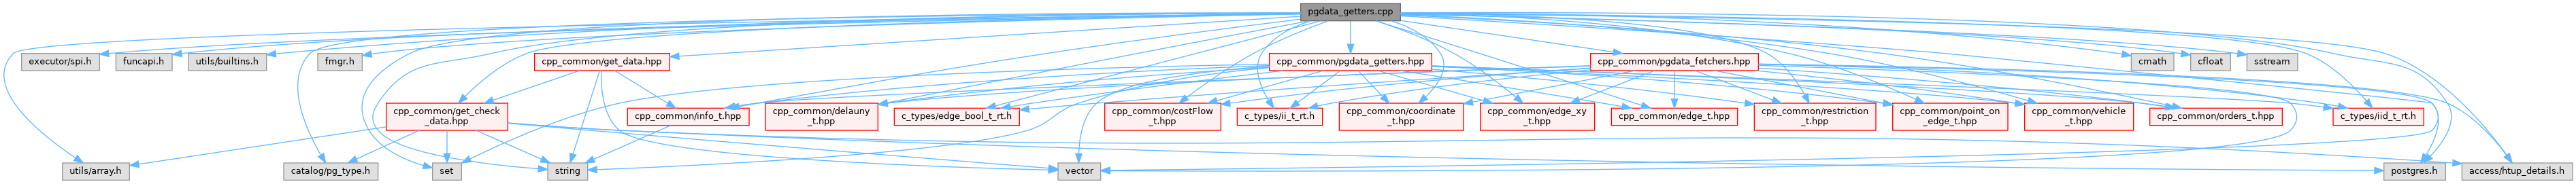 pgdata_getters.cpp
executor/spi.h
funcapi.h
utils/builtins.h
fmgr.h
cpp_common/get_data.hpp
cpp_common/pgdata_getters.hpp
cpp_common/pgdata_fetchers.hpp
cmath
cfloat
sstream
cpp_common/get_check
_data.hpp
cpp_common/info_t.hpp
cpp_common/delauny
_t.hpp
c_types/edge_bool_t_rt.h
cpp_common/costFlow
_t.hpp
c_types/ii_t_rt.h
cpp_common/coordinate
_t.hpp
cpp_common/edge_xy
_t.hpp
cpp_common/edge_t.hpp
cpp_common/restriction
_t.hpp
cpp_common/point_on
_edge_t.hpp
cpp_common/vehicle
_t.hpp
cpp_common/orders_t.hpp
c_types/iid_t_rt.h
utils/array.h
catalog/pg_type.h
set
string
vector
postgres.h
access/htup_details.h